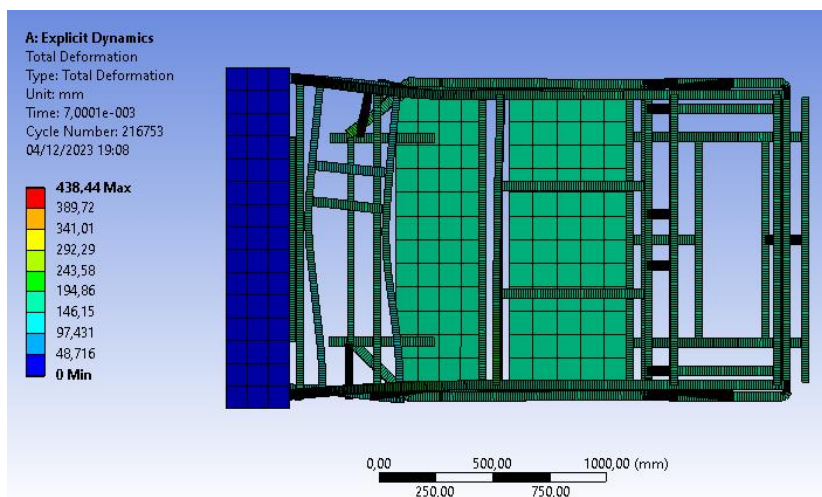 A: Explicit Dynamics
Total Deformation
Type: Total Deformation
Unit: mm
Time: 7,0001e-003
Cycle Number: 216753
04/12/2023 19:08
438,44 Max
389,72
341,01
292,29
243,58
194,86
146,15
97,431
48,716
0 Min
0,00 500,00 1000,00 (mm)
250.00 750.00